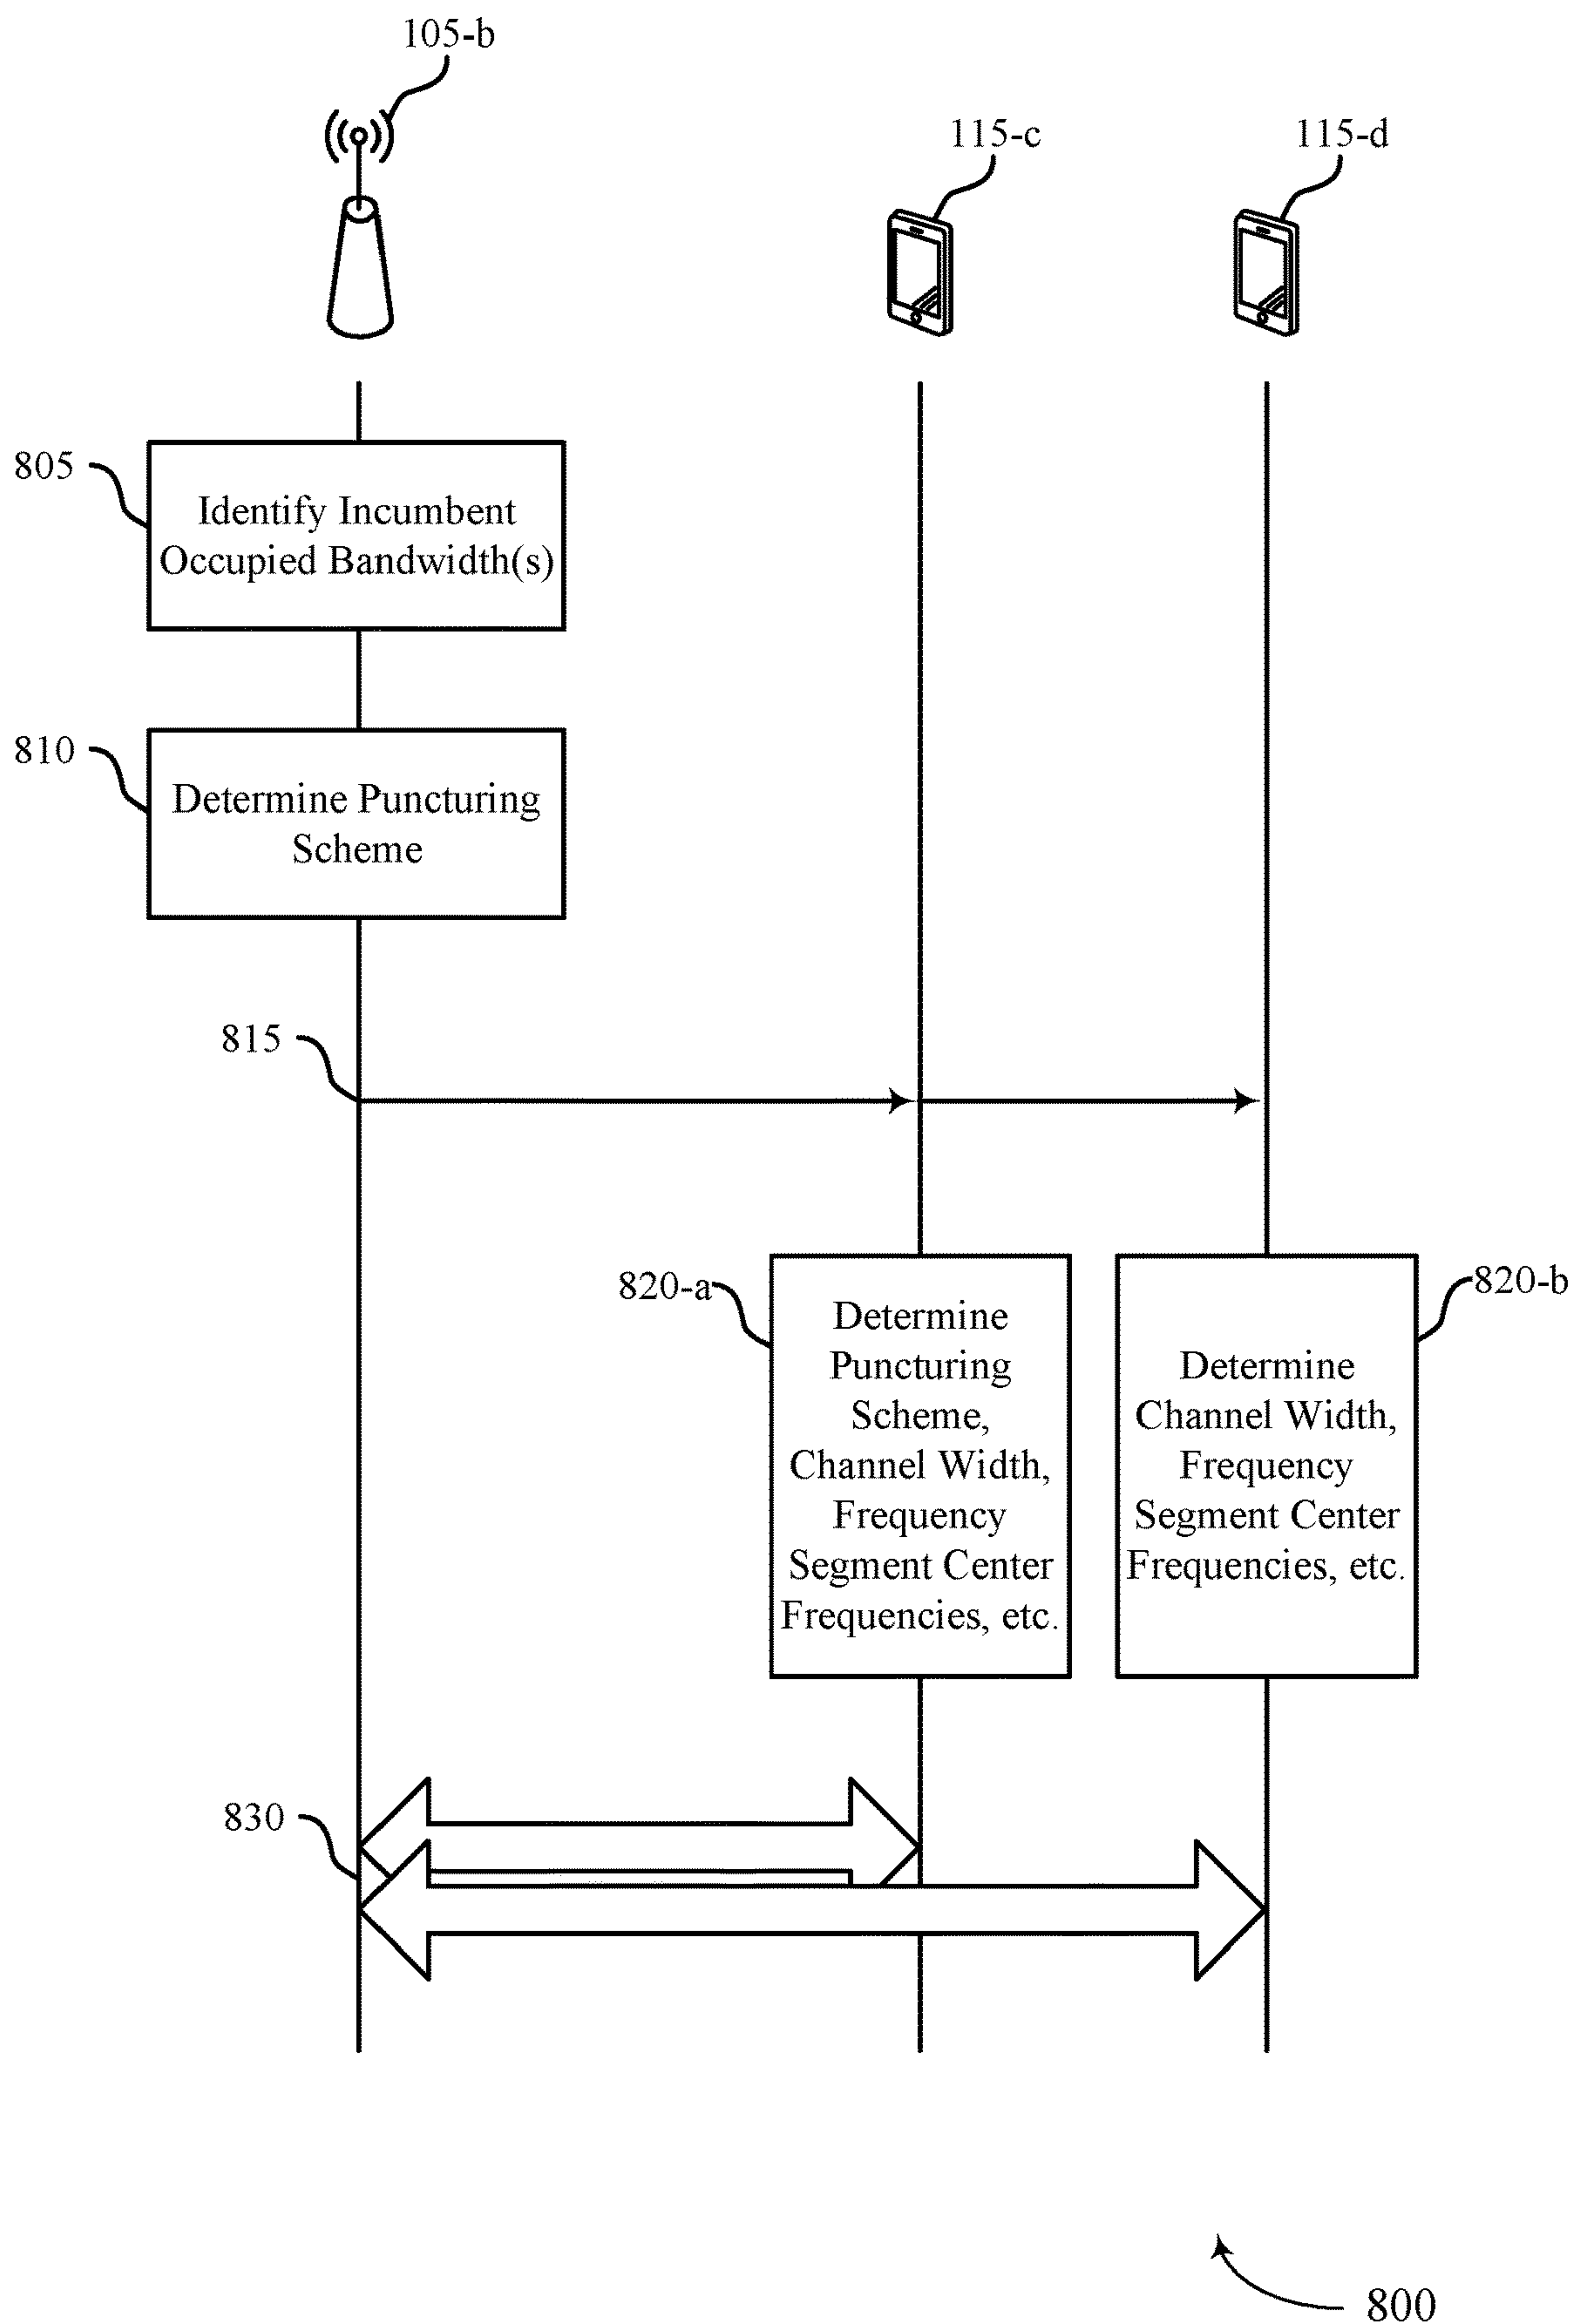 105-b
115-c
115-d
805
Identify Incumbent
Occupied Bandwidth(s)
810
Determine Puncturing
Scheme
815
820-a
Determine
Puncturing
Scheme,
Channel Width,
Frequency
Segment Center
Frequencies, etc.
820-b
Determine
Channel Width,
Frequency
Segment Center
Frequencies, etc.
830
800